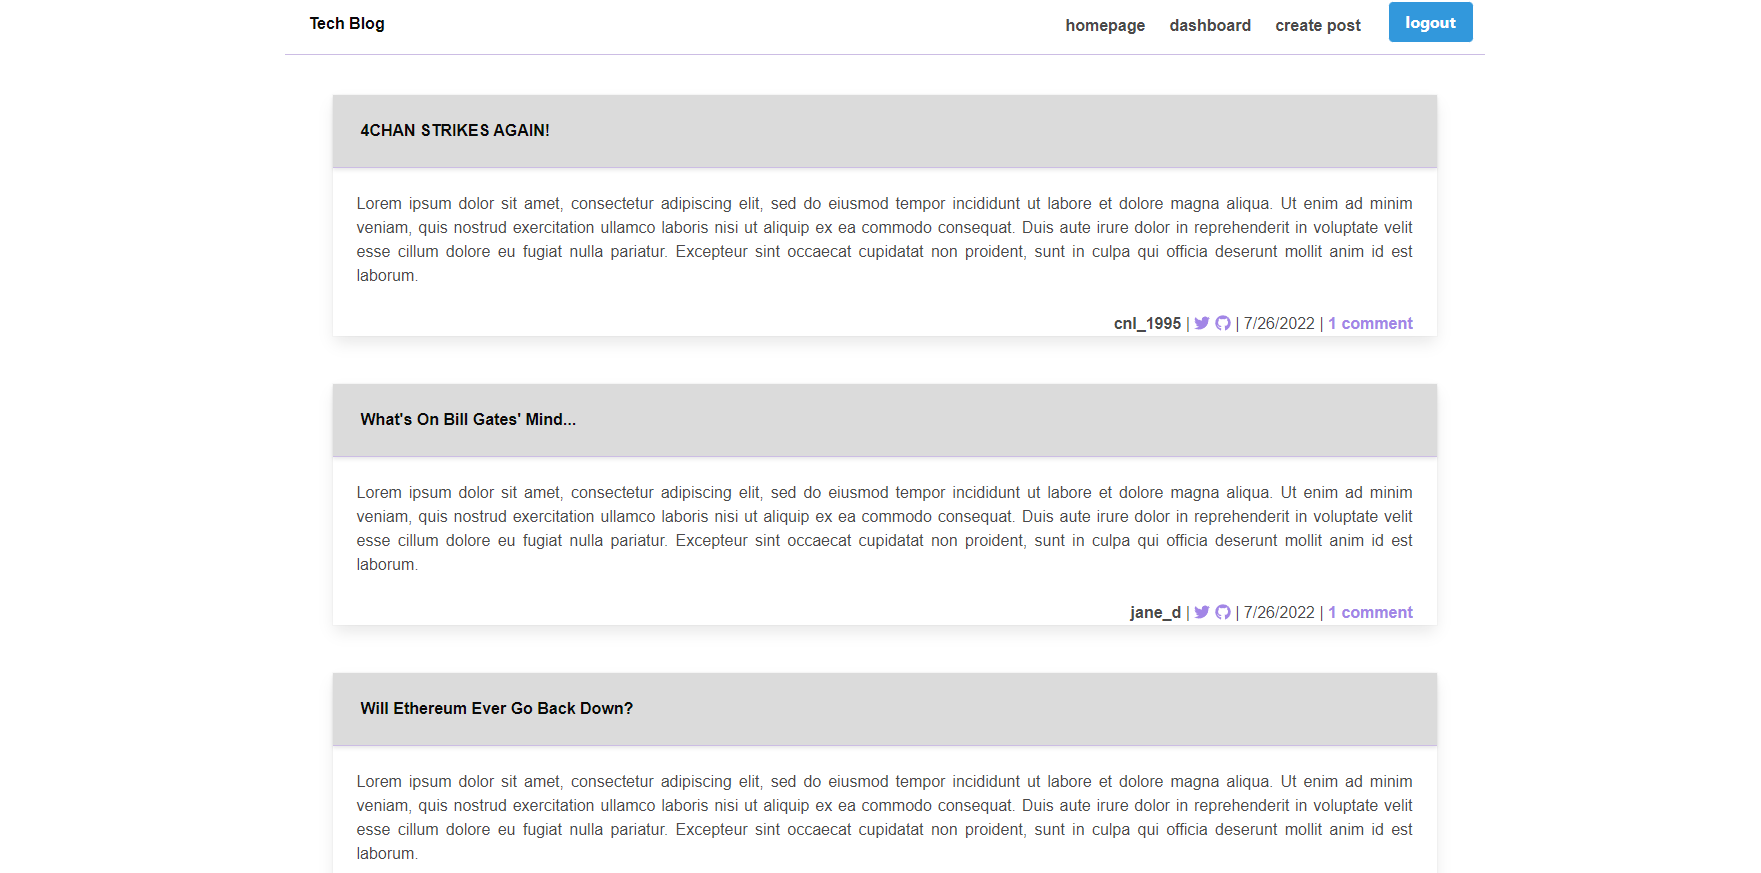 Tech Blog homepage dashboard create post logout
4CHAN STRIKES AGAIN!
Lorem ipsum dolor sit amet, consectetur adipiscing elit, sed do eiusmod tempor incididunt ut labore et dolore magna aliqua. Ut enim ad minim
veniam, quis nostrud exercitation ullamco laboris nisi ut aliquip ex ea commodo consequat. Duis aute irure dolor in reprehenderit in voluptate velit
esse cillum dolore eu fugiat nulla pariatur. Excepteur sint occaecat cupidatat non proident, sunt in culpa qui officia deserunt mollit anim id est
laborum.
cnl_1995 | | 7/26/2022 | 1 comment
What's On Bill Gates' Mind...
Lorem ipsum dolor sit amet, consectetur adipiscing elit, sed do eiusmod tempor incididunt ut labore et dolore magna aliqua. Ut enim ad minim
veniam, quis nostrud exercitation ullamco laboris nisi ut aliquip ex ea commodo consequat. Duis aute irure dolor in reprehenderit in voluptate velit
esse cillum dolore eu fugiat nulla pariatur. Excepteur sint occaecat cupidatat non proident, sunt in culpa qui officia deserunt mollit anim id est
laborum.
jane_d | | 7/26/2022 | 1 comment
Will Ethereum Ever Go Back Down?
Lorem ipsum dolor sit amet, consectetur adipiscing elit, sed do eiusmod tempor incididunt ut labore et dolore magna aliqua. Ut enim ad minim
veniam, quis nostrud exercitation ullamco laboris nisi ut aliquip ex ea commodo consequat. Duis aute irure dolor in reprehenderit in voluptate velit
esse cillum dolore eu fugiat nulla pariatur. Excepteur sint occaecat cupidatat non proident, sunt in culpa qui officia deserunt mollit anim id est
laborum.